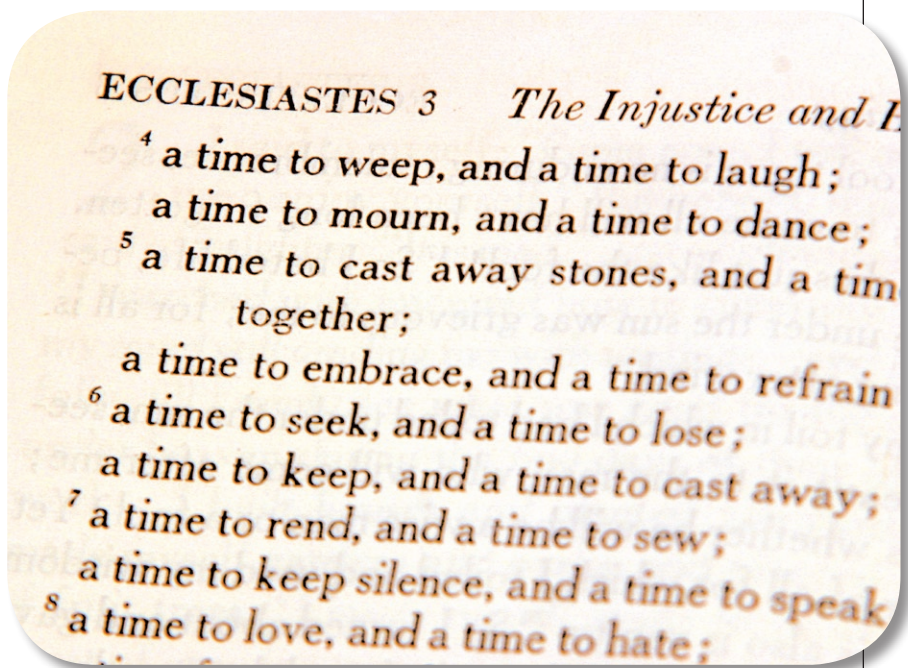 ECCLESIASTES 3 The Injustice and
4 a time to weep, and a time to laugh;
a time to mourn, and a time to dance;
5 a time to cast away stones, and a time
together;
a time to embrace, and a time to refrain
6 a time to seek, and a time to lose;
a time to keep, and a time to cast away;
7 a time to rend, and a time to sew;
a time to keep silence, and a time to speak
8 a time to love, and a time to hate;